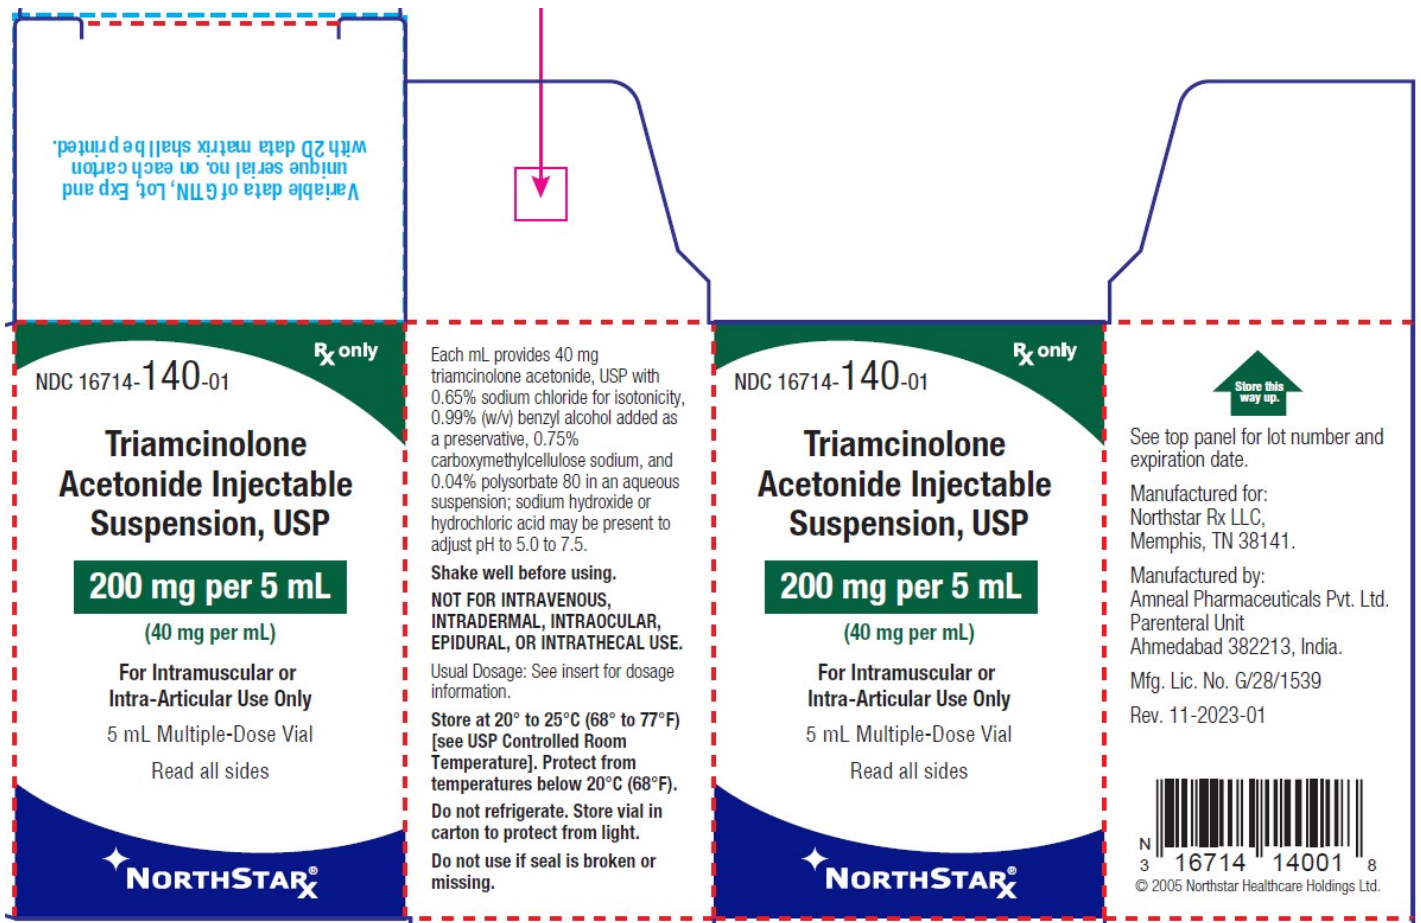 Variable data of GTIN, Lot, Exp and
unique serial no. on each carton
with 2D data matrix shall be printed.
Rx only
NDC 16714-140-01
Triamcinolone
Acetonide Injectable
Suspension, USP
200 mg per 5 mL
(40 mg per mL)
For Intramuscular or
Intra-Articular Use Only
5 mL Multiple-Dose Vial
Read all sides
NORTHSTARx®
Each mL provides 40 mg
triamcinolone acetonide, USP with
0.65% sodium chloride for isotonicity,
0.99% (w/v) benzyl alcohol added as
a preservative, 0.75%
carboxymethylcellulose sodium, and
0.04% polysorbate 80 in an aqueous
suspension; sodium hydroxide or
hydrochloric acid may be present to
adjust pH to 5.0 to 7.5.
Shake well before using.
NOT FOR INTRAVENOUS,
INTRADERMAL, INTRAOCULAR,
EPIDURAL, OR INTRATHECAL USE.
Usual Dosage: See insert for dosage
information.
Store at 20° to 25°C (68° to 77°F)
[see USP Controlled Room
Temperature]. Protect from
temperatures below 20°C (68°F).
Do not refrigerate. Store vial in
carton to protect from light.
Do not use if seal is broken or
missing.
Rx only
NDC 16714-140-01
Triamcinolone
Acetonide Injectable
Suspension, USP
200 mg per 5 mL
(40 mg per mL)
For Intramuscular or
Intra-Articular Use Only
5 mL Multiple-Dose Vial
Read all sides
NORTHSTARx®
Store this
way up.
See top panel for lot number and
expiration date.
Manufactured for:
Northstar Rx LLC,
Memphis, TN 38141.
Manufactured by:
Amneal Pharmaceuticals Pvt. Ltd.
Parenteral Unit
Ahmedabad 382213, India.
Mfg. Lic. No. G/28/1539
Rev. 11-2023-01
N
3 16714 14001 8
© 2005 Northstar Healthcare Holdings Ltd.